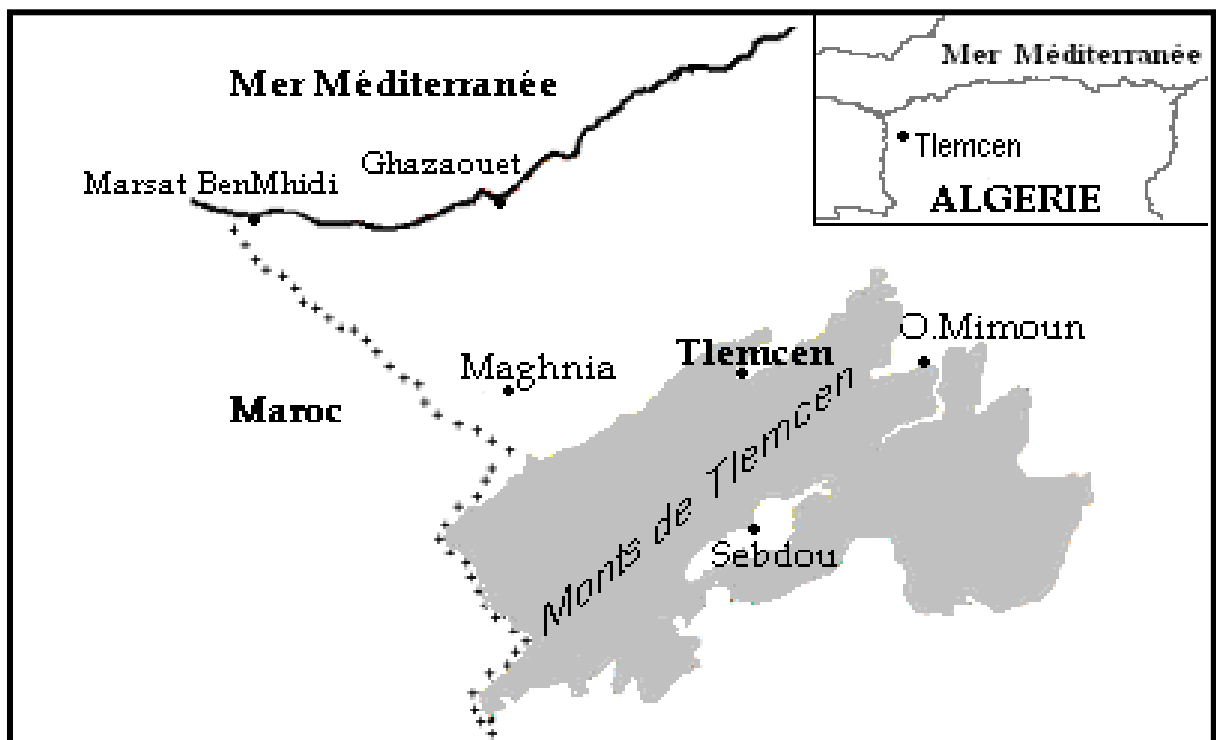 Mer Méditerranée
Mer Méditerranée
Tlemcen
ALGERIE
Ghazaouet
Marsat BenMhidi
O.Mimoun
Tlemcen
Maghnia
Maroc
Monts de Tlemcen
Sebdou